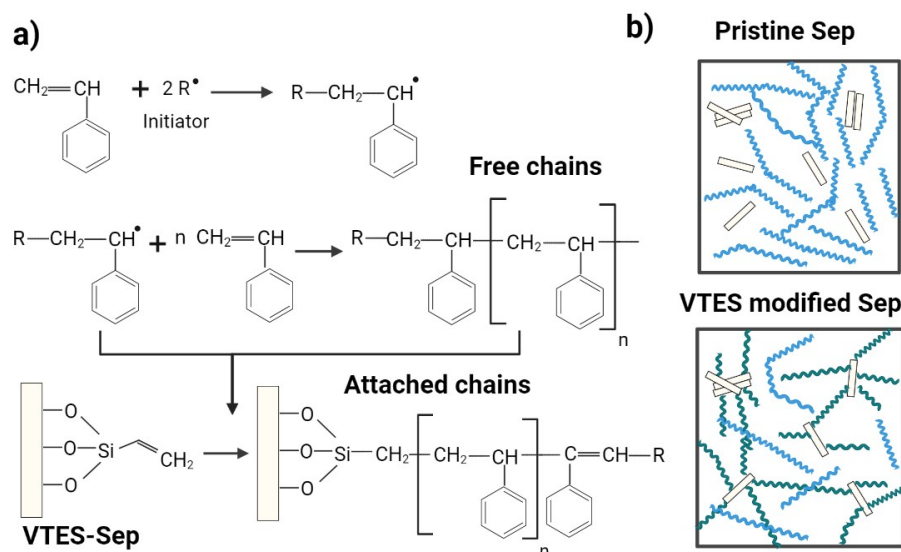 a)
CH₂=CH + 2 R• R—CH₂—CH•
Initiator
Free chains
R—CH₂—CH• + n CH₂=CH R—CH₂—CH—CH₂—CH—
n
Attached chains
O O
O Si CH₂ O Si—CH₂—CH₂—CH—C=CH—R
O O
n
VTES-Sep
b)
Pristine Sep
VTES modified Sep